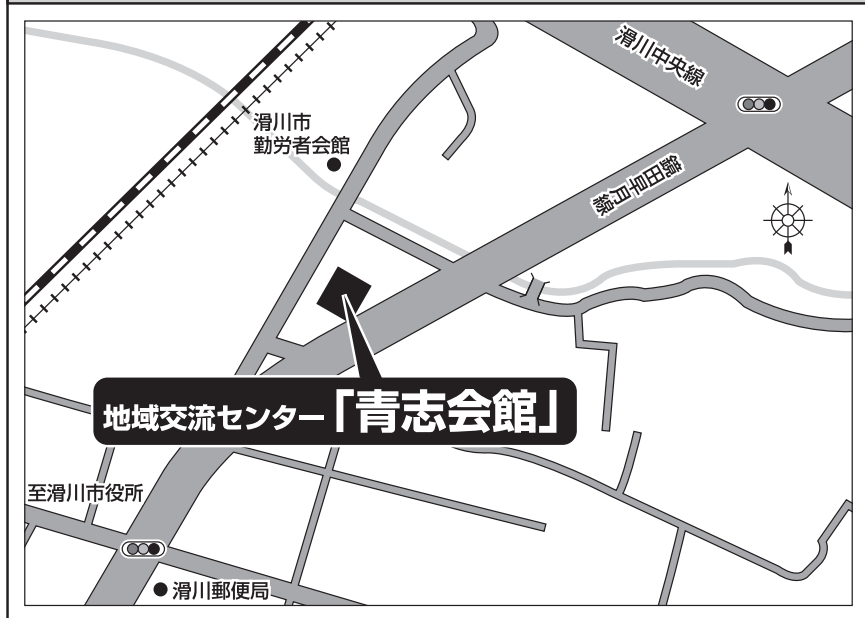 滑川中央線
滑川市
勤労者会館
鏡田早月線
地域交流センター「青志会館」
至滑川市役所
滑川郵便局